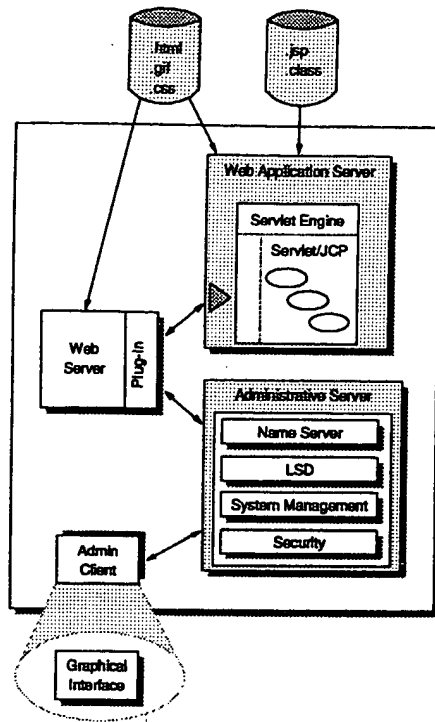 .html
.gif
.css
.jsp
.class
Web Application Server
Servlet Engine
Servlet/JCP
Web
Server
Plug-In
Administrative Server
Name Server
LSD
System Management
Security
Admin
Client
Graphical
Interface